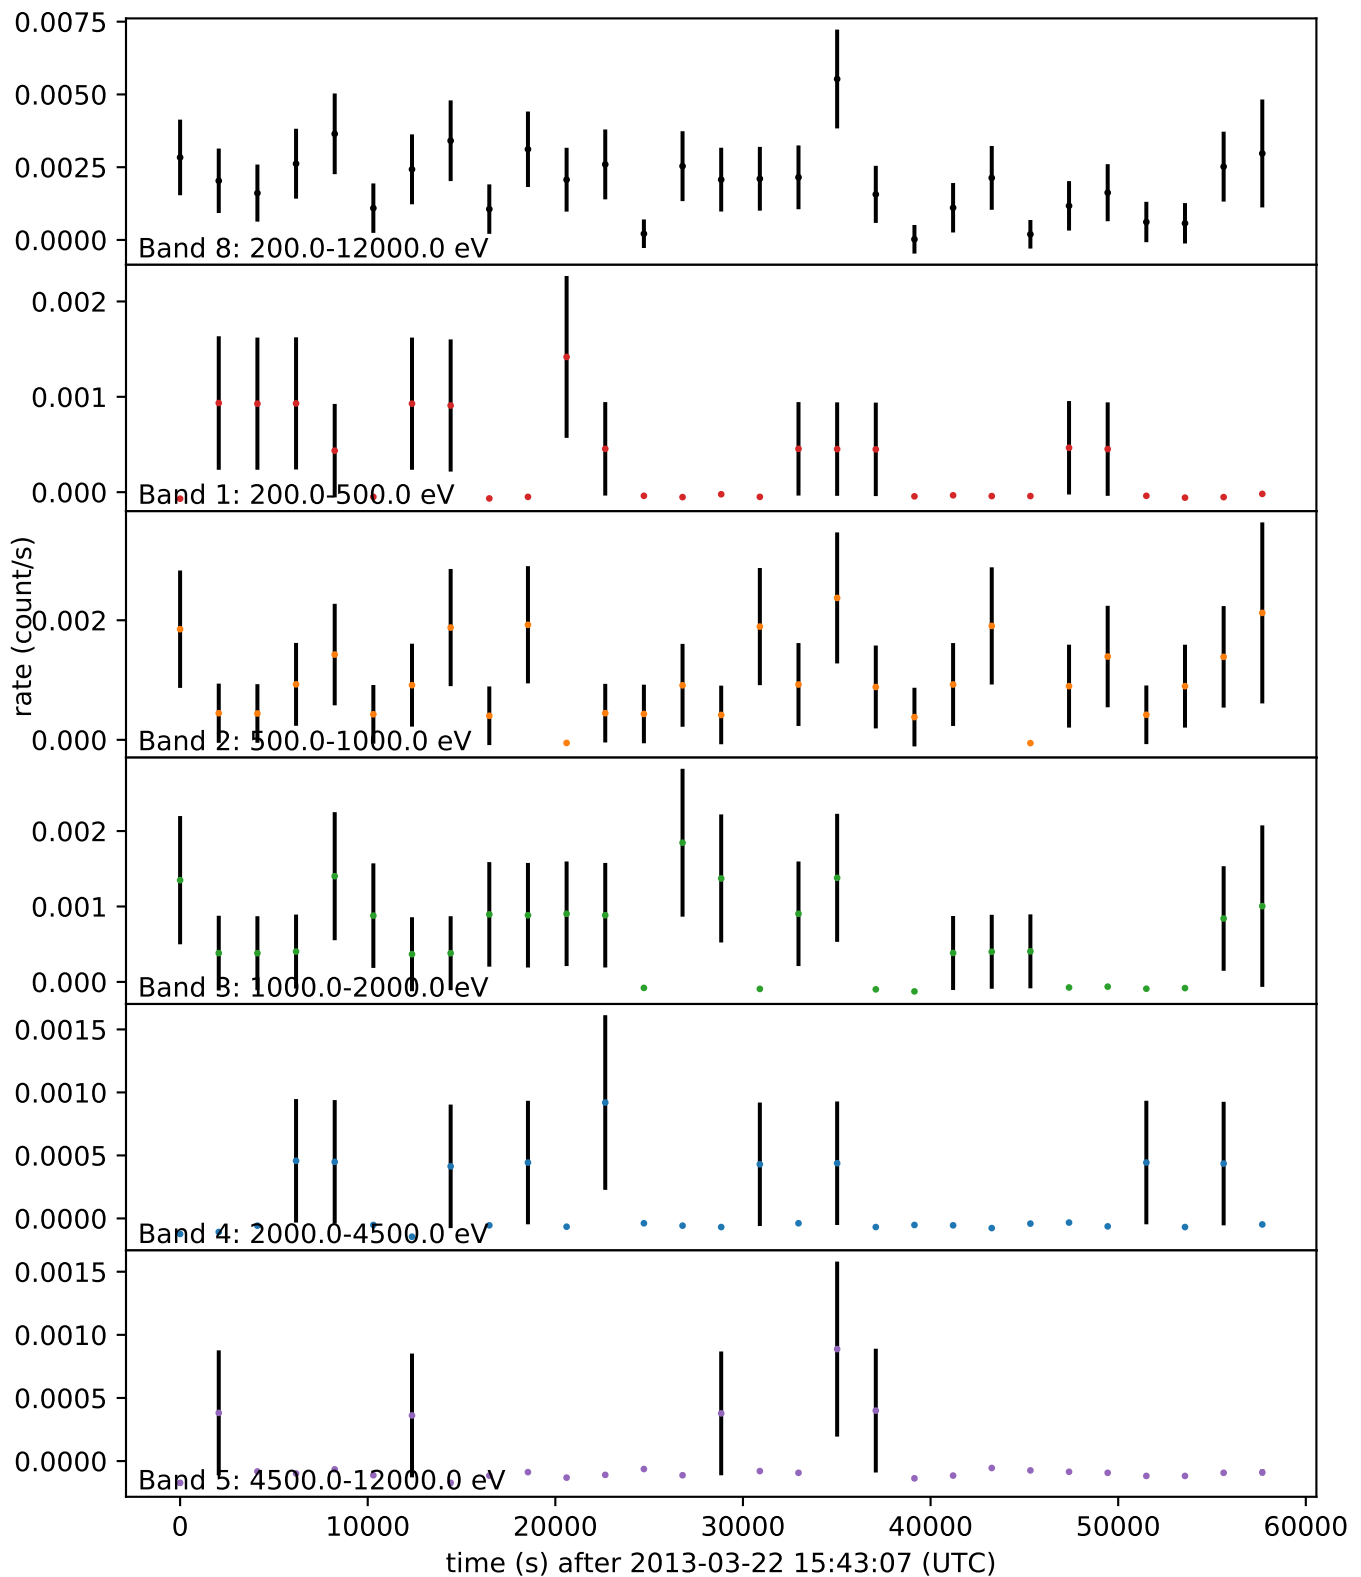 0.0075
0.0050
0.0025
0.0000
Band 8: 200.0-12000.0 eV
0.002
0.001
0.000
Band 1: 200.0-500.0 eV
rate (count/s)
0.002
0.000
Band 2: 500.0-1000.0 eV
0.002
0.001
0.000
Band 3: 1000.0-2000.0 eV
0.0015
0.0010
0.0005
0.0000
Band 4: 2000.0-4500.0 eV
0.0015
0.0010
0.0005
0.0000
Band 5: 4500.0-12000.0 eV
0 10000 20000 30000 40000 50000 60000
time (s) after 2013-03-22 15:43:07 (UTC)